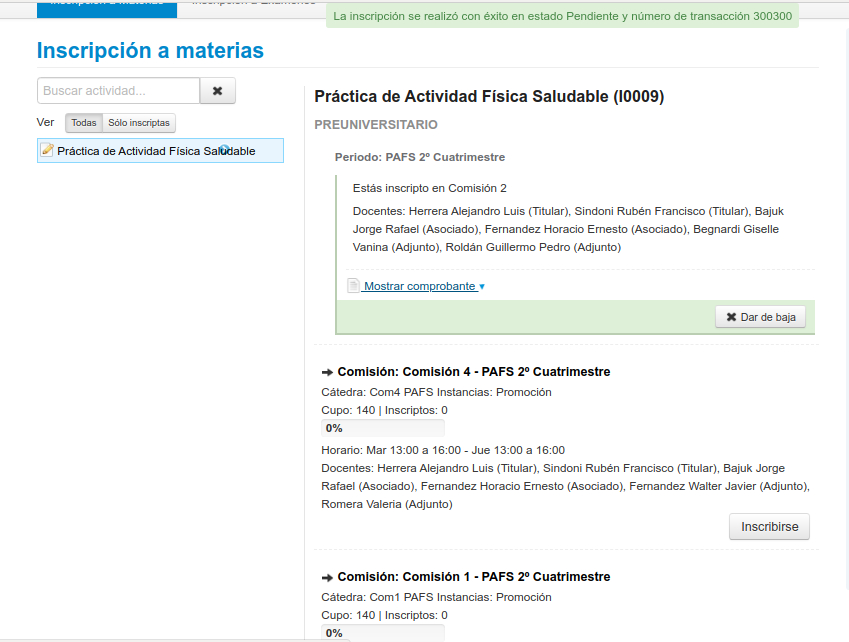 La inscripción se realizó con éxito en estado Pendiente y número de transacción 300300
Inscripción a materias
Buscar actividad...
Ver Todas Sólo inscriptas
Práctica de Actividad Física Saludable
Práctica de Actividad Física Saludable (I0009)
PREUNIVERSITARIO
Periodo: PAFS 2º Cuatrimestre
Estás inscripto en Comisión 2
Docentes: Herrera Alejandro Luis (Titular), Sindoni Rubén Francisco (Titular), Bajuk
Jorge Rafael (Asociado), Fernandez Horacio Ernesto (Asociado), Begnardi Giselle
Vanina (Adjunto), Roldán Guillermo Pedro (Adjunto)
Mostrar comprobante
Dar de baja
Comisión: Comisión 4 - PAFS 2º Cuatrimestre
Cátedra: Com4 PAFS Instancias: Promoción
Cupo: 140 | Inscriptos: 0
0%
Horario: Mar 13:00 a 16:00 - Jue 13:00 a 16:00
Docentes: Herrera Alejandro Luis (Titular), Sindoni Rubén Francisco (Titular), Bajuk Jorge
Rafael (Asociado), Fernandez Horacio Ernesto (Asociado), Fernandez Walter Javier (Adjunto),
Romera Valeria (Adjunto)
Inscribirse
Comisión: Comisión 1 - PAFS 2º Cuatrimestre
Cátedra: Com1 PAFS Instancias: Promoción
Cupo: 140 | Inscriptos: 0
0%